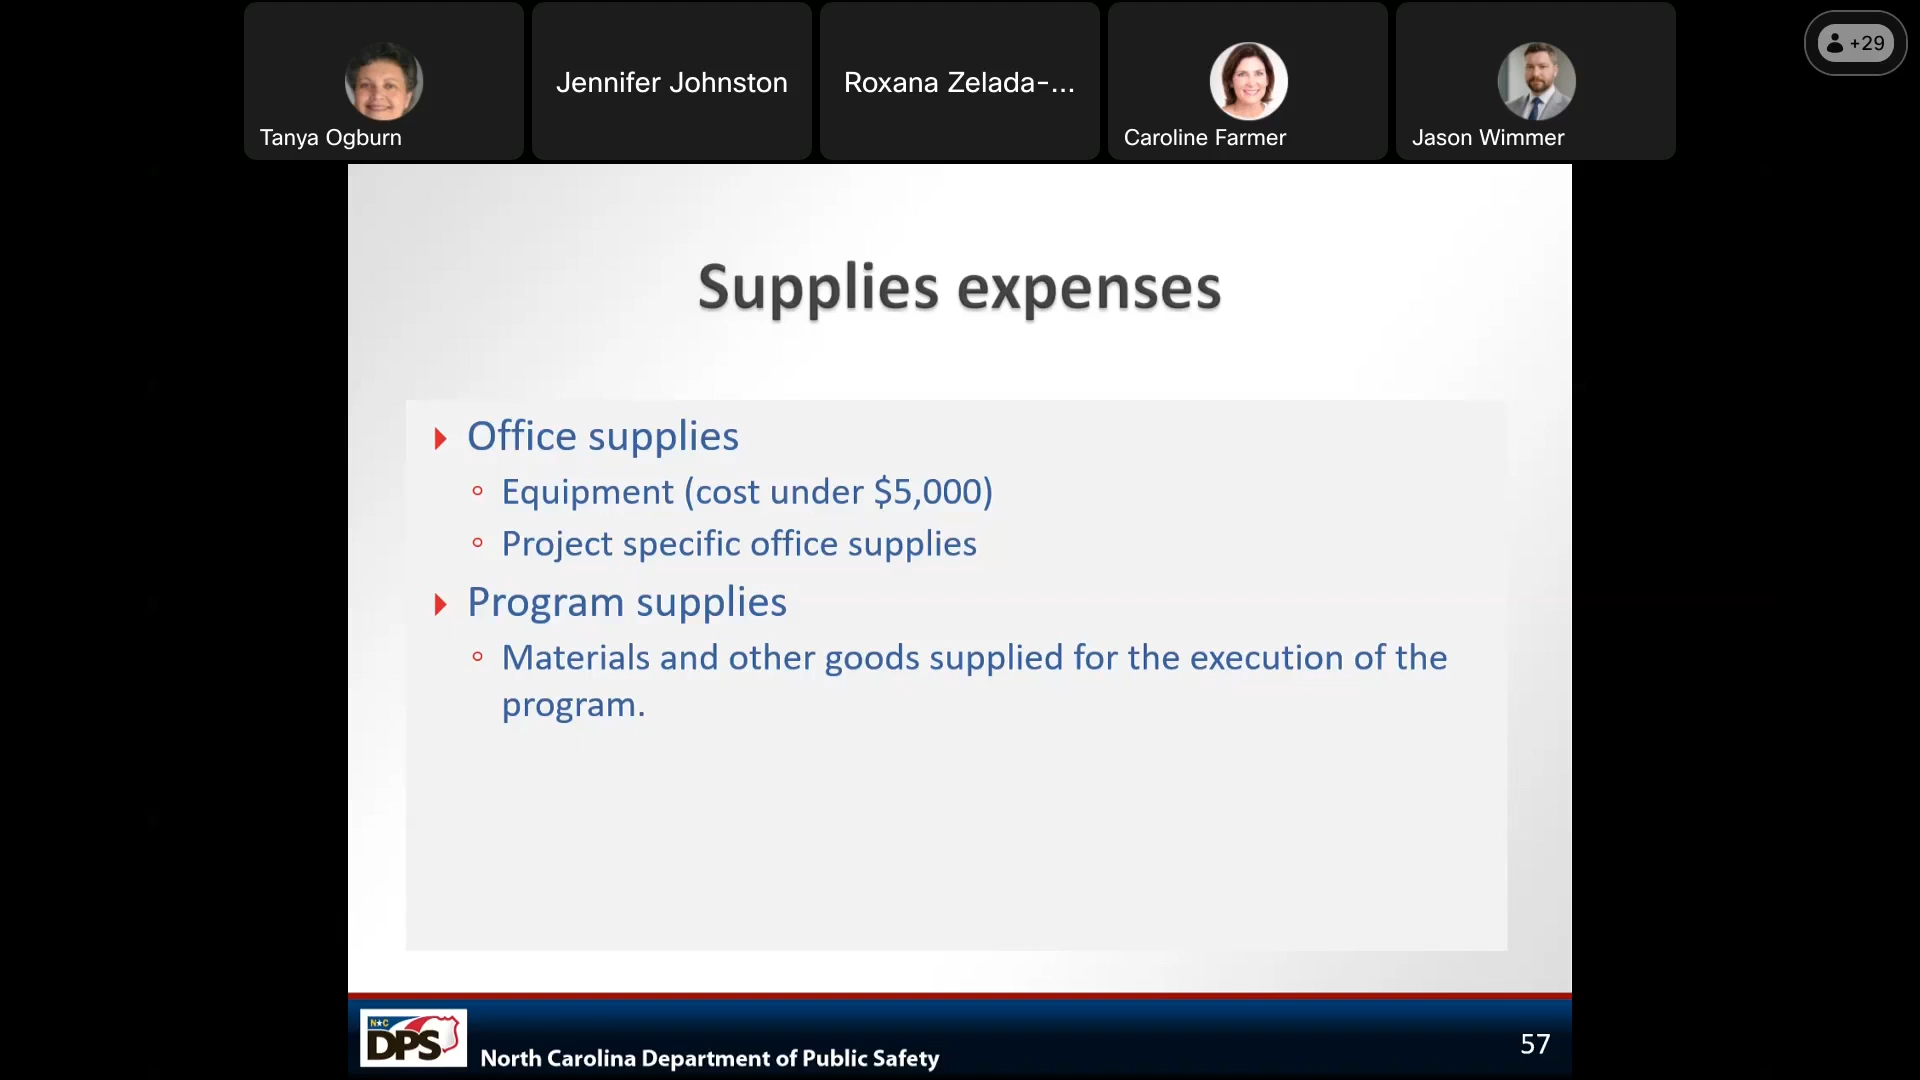 Jennifer Johnston
Roxana Zelada-...
+29
Tanya Ogburn
Caroline Farmer
Jason Wimmer
Supplies expenses
Office supplies
Equipment (cost under $5,000)
Project specific office supplies
Program supplies
Materials and other goods supplied for the execution of the
program.
N★C
DPS
North Carolina Department of Public Safety
57